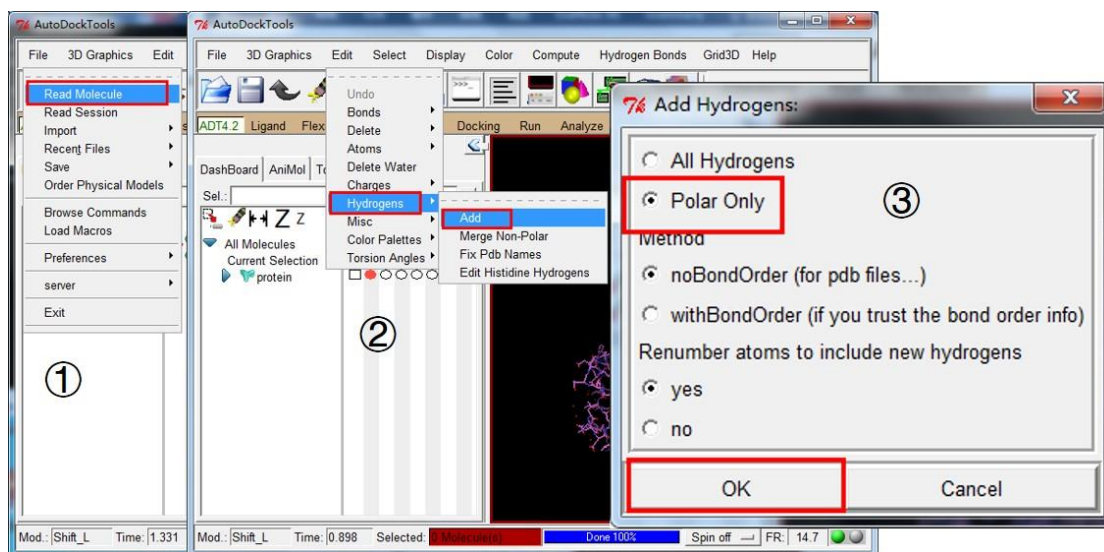 AutoDockTools
File 3D Graphics Edit
Read Molecule
Read Session
Import
Recent Files
Save
Order Physical Models
Browse Commands
Load Macros
Preferences
server
Exit
①
Mod.: Shift_L Time: 1.331
AutoDockTools
File 3D Graphics Edit Select Display Color Compute Hydrogen Bonds Grid3D Help
ADT4.2 Ligand Flex Docking Run Analyze
DashBoard AniMol
Sel.:
Z Z
All Molecules
Current Selection
protein
Undo
Bonds
Delete
Atoms
Delete Water
Charges
Hydrogens
Misc
Color Palettes
Torsion Angles
Add
Merge Non-Polar
Fix Pdb Names
Edit Histidine Hydrogens
②
Mod.: Shift_L Time: 0.898 Selected: 0 Molecule(s) Done 100% Spin off FR: 14.7
Add Hydrogens:
All Hydrogens
Polar Only
③
Method
noBondOrder (for pdb files...)
withBondOrder (if you trust the bond order info)
Renumber atoms to include new hydrogens
yes
no
OK Cancel